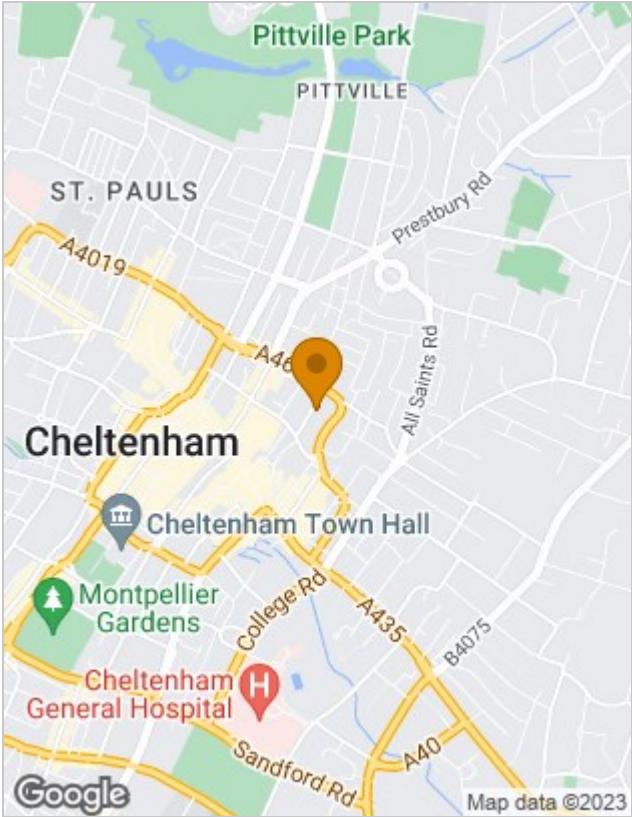 Pittville Park
PITTVILLE
ST. PAULS
Prestbury Rd
A4019
A46
All Saints Rd
Cheltenham
Cheltenham Town Hall
Montpellier
Gardens
College Rd
A435
B4075
Cheltenham
General Hospital
H
Sandford Rd
A40
Google
Map data ©2023